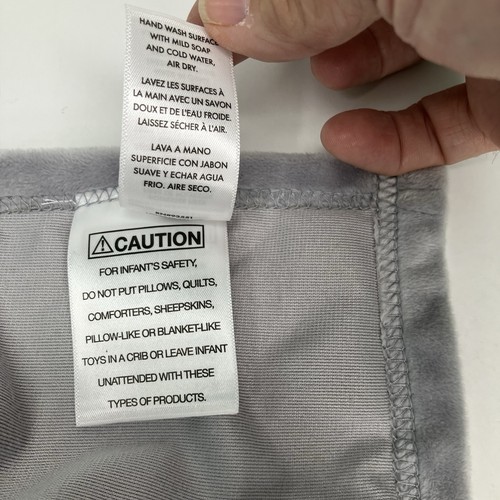 HAND WASH SURFACE
WITH MILD SOAP
AND COLD WATER,
AIR DRY.
LAVEZ LES SURFACES À
LA MAIN AVEC UN SAVON
DOUX ET DE L'EAU FROIDE.
LAISSEZ SÉCHER À L'AIR.
LAVA A MANO
SUPERFICIE CON JABON
SUAVE Y ECHAR AGUA
FRIO. AIRE SECO.
⚠CAUTION
FOR INFANT'S SAFETY,
DO NOT PUT PILLOWS, QUILTS,
COMFORTERS, SHEEPSKINS,
PILLOW-LIKE OR BLANKET-LIKE
TOYS IN A CRIB OR LEAVE INFANT
UNATTENDED WITH THESE
TYPES OF PRODUCTS.